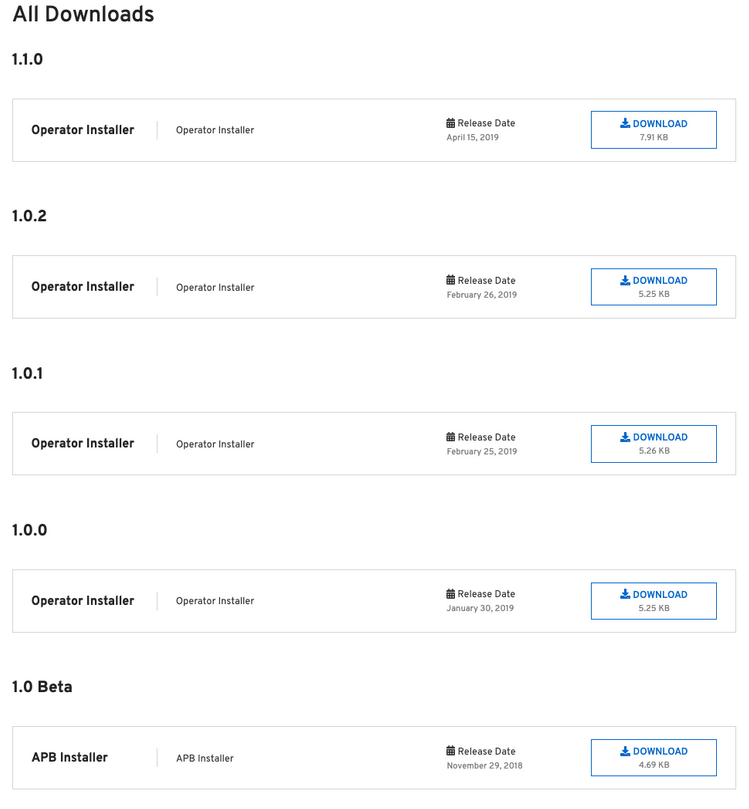 All Downloads
1.1.0
Operator Installer
Operator Installer
Release Date
April 15, 2019
DOWNLOAD
7.91 KB
1.0.2
Operator Installer
Operator Installer
Release Date
February 26, 2019
DOWNLOAD
5.25 KB
1.0.1
Operator Installer
Operator Installer
Release Date
February 25, 2019
DOWNLOAD
5.26 KB
1.0.0
Operator Installer
Operator Installer
Release Date
January 30, 2019
DOWNLOAD
5.25 KB
1.0 Beta
APB Installer
APB Installer
Release Date
November 29, 2018
DOWNLOAD
4.69 KB